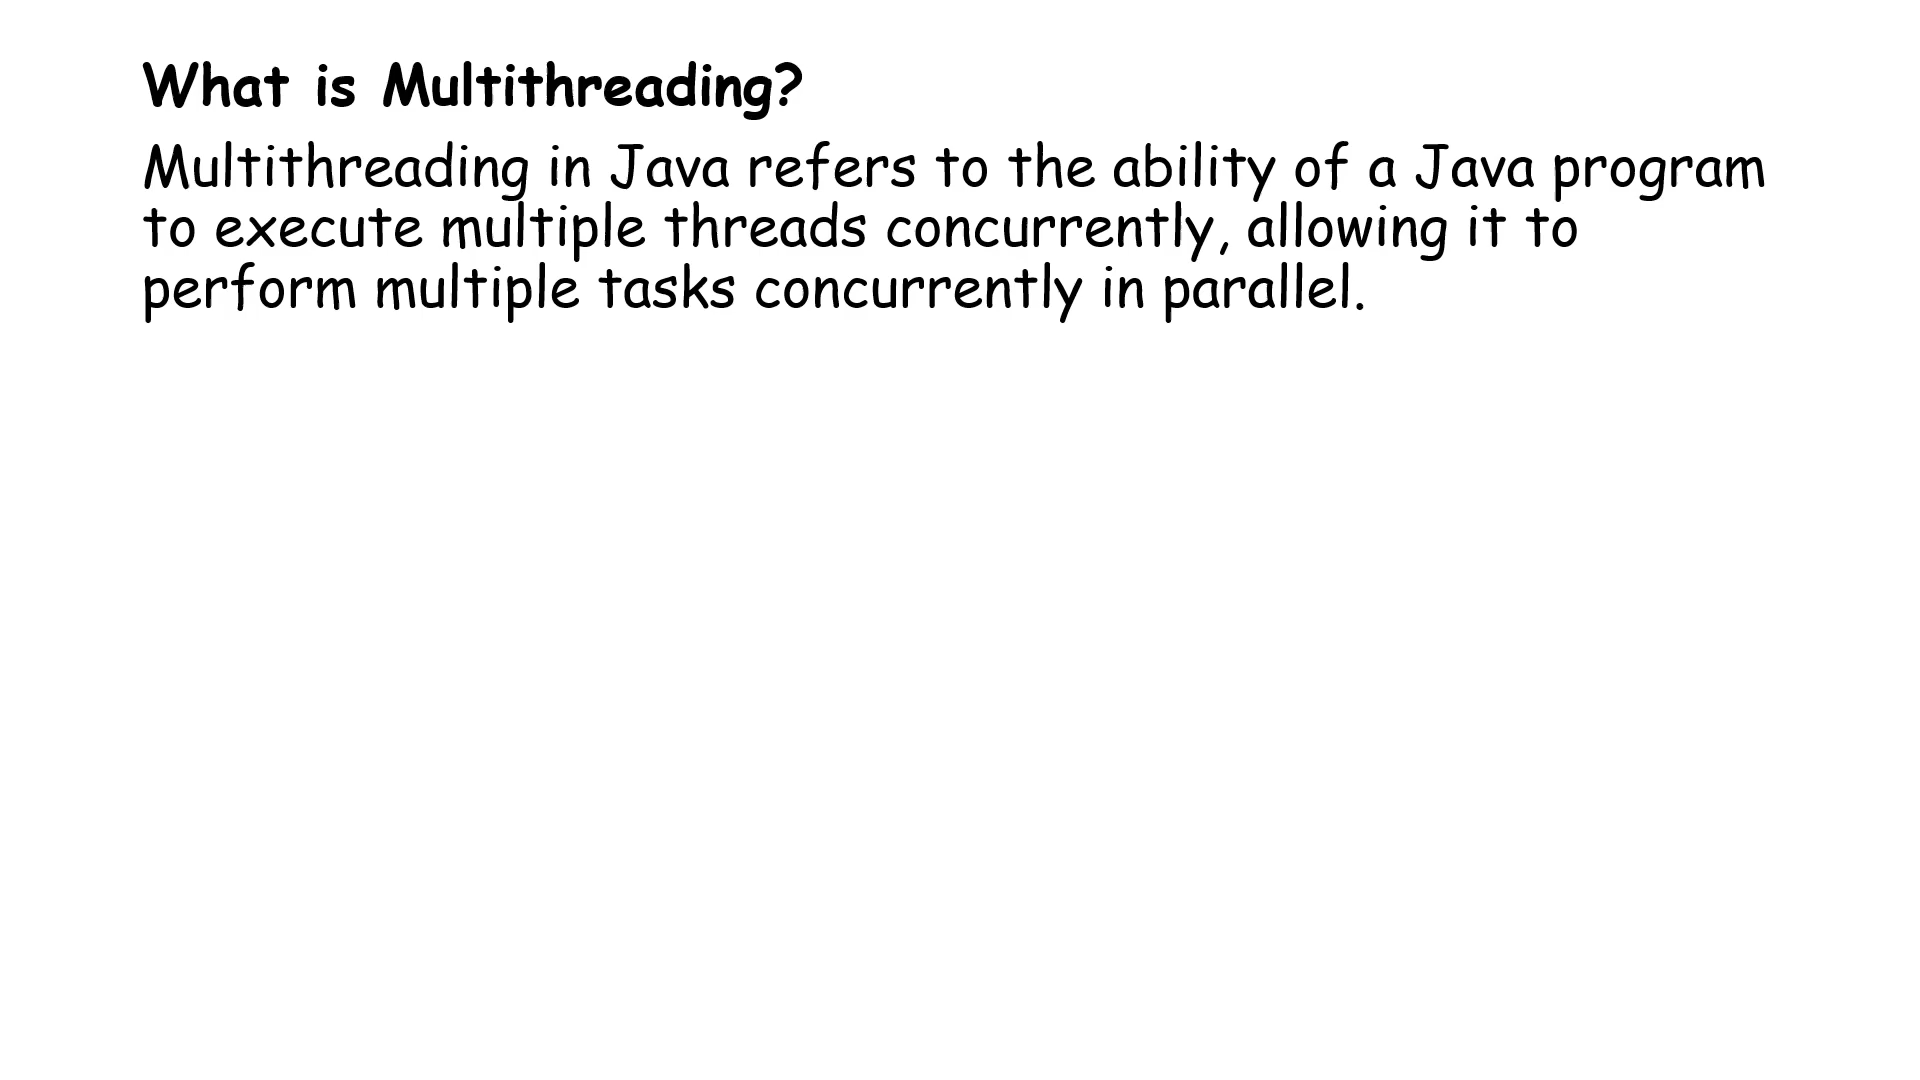 What is Multithreading?
Multithreading in Java refers to the ability of a Java program
to execute multiple threads concurrently, allowing it to
perform multiple tasks concurrently in parallel.